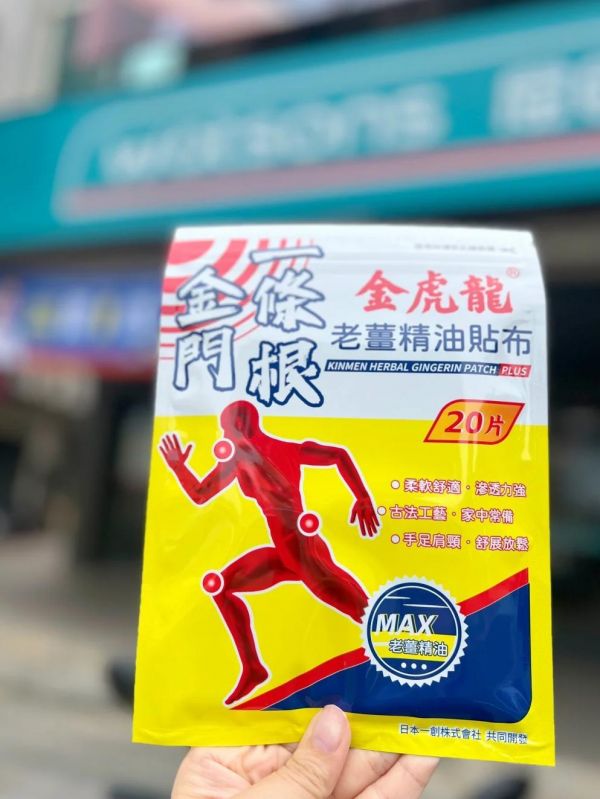 金門
一條根
金虎龍®
老薑精油貼布
KINMEN HERBAL GINGERIN PATCH PLUS
20片
柔軟舒適・滲透力強
古法工藝・家中常備
手足肩頸・舒展放鬆
MAX
老薑精油
日本一創株式會社 共同開發